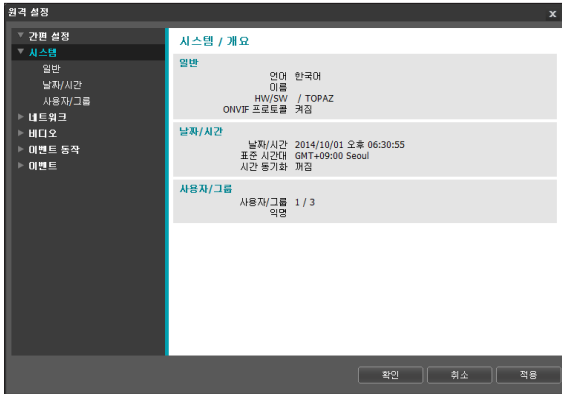 원격 설정
x
간편 설정
시스템
일반
날짜/시간
사용자/그룹
네트워크
비디오
이벤트 동작
이벤트
시스템 / 개요
일반
언어 한국어
이름
HW/SW / TOPAZ
ONVIF 프로토콜 켜짐
날짜/시간
날짜/시간 2014/10/01 오후 06:30:55
표준 시간대 GMT+09:00 Seoul
시간 동기화 꺼짐
사용자/그룹
사용자/그룹 1 / 3
익명
확인 취소 적용